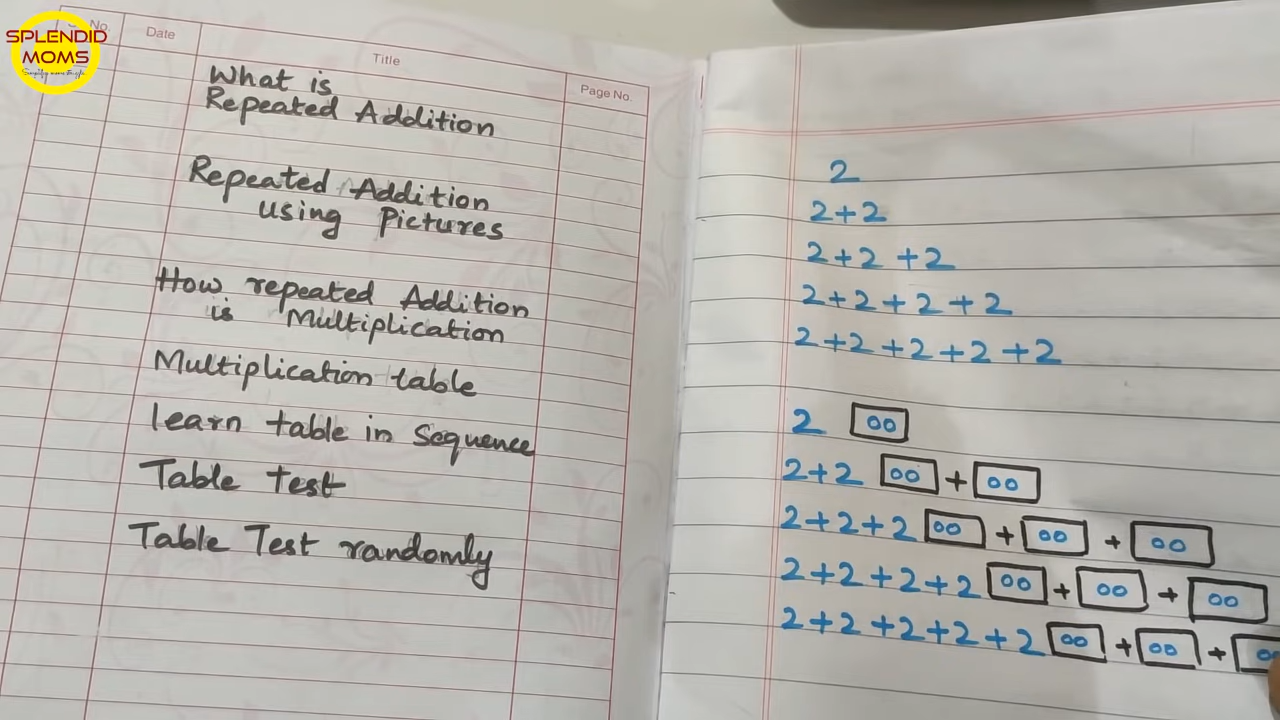 SPLENDID
MOMS
Simplify moms struggle
No.
Date
Title
Page No.
What is
Repeated Addition
Repeated Addition
using Pictures
How repeated Addition
is Multiplication
Multiplication table
learn table in Sequence
Table test
Table Test randomly
2
2+2
2+2+2
2+2+2+2
2+2+2+2+2
2 oo
2+2 oo + oo
2+2+2 oo + oo + oo
2+2+2+2 oo + oo + oo
2+2+2+2+2 oo + oo + oo